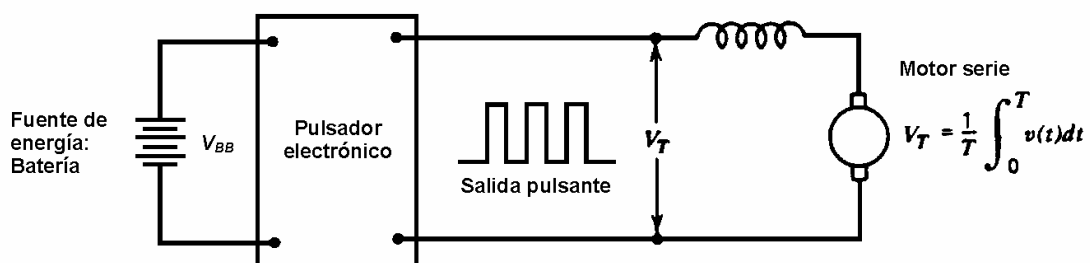 Fuente de
energía:
Batería
V_BB
Pulsador
electrónico
Salida pulsante
V_T
Motor serie
V_T = 1/T ∫_0^T v(t)dt